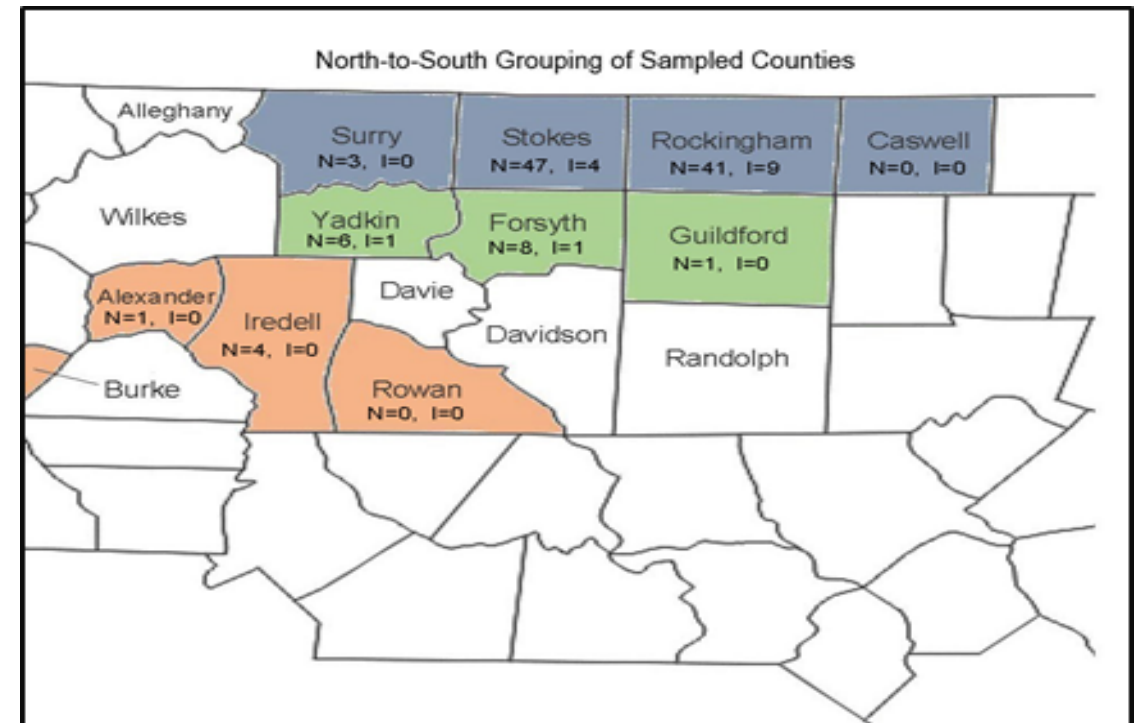 North-to-South Grouping of Sampled Counties
Alleghany
Surry
N=3, I=0
Stokes
N=47, I=4
Rockingham
N=41, I=9
Caswell
N=0, I=0
Wilkes
Yadkin
N=6, I=1
Forsyth
N=8, I=1
Guildford
N=1, I=0
Alexander
N=1, I=0
Iredell
N=4, I=0
Davie
Davidson
Randolph
Burke
Rowan
N=0, I=0